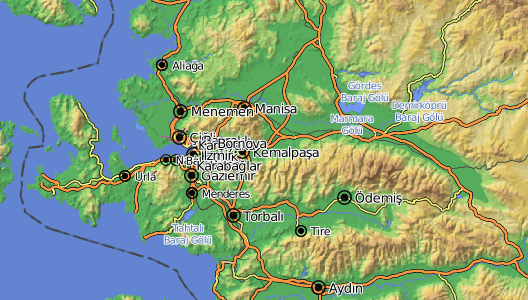 Aliağa
Gördes
Baraj Gölü
Demirköprü
Baraj Gölü
Menemen
Manisa
Marmara
Gölü
Bornova
İzmir
Kemalpaşa
Karabağlar
Urla
Gaziemir
Menderes
Ödemiş
Torbalı
Tahtalı
Baraj Gölü
Tire
Aydın